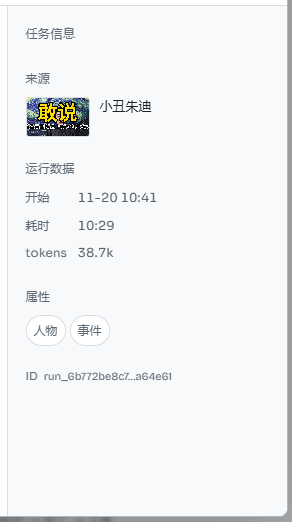 任务信息
来源
敢说
小丑朱迪
运行数据
开始 11-20 10:41
耗时 10:29
tokens 38.7k
属性
人物 事件
ID run_6b772be8c7...a64e61